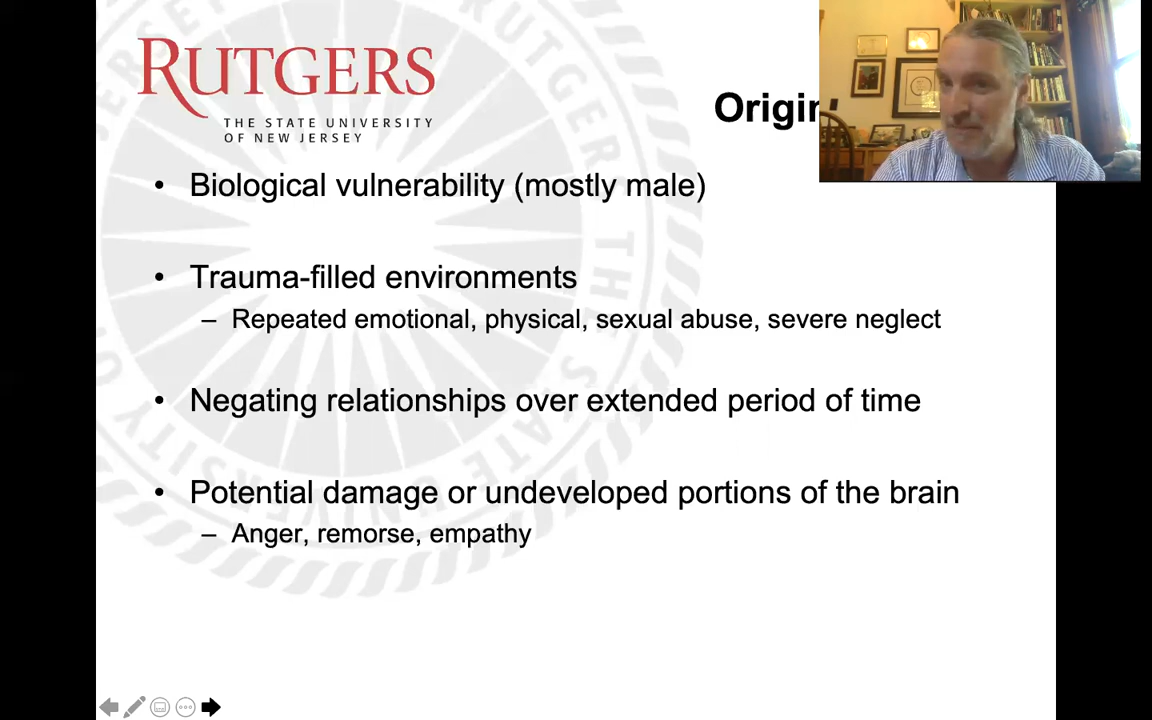 RUTGERS
THE STATE UNIVERSITY
OF NEW JERSEY
• Biological vulnerability (mostly male)
• Trauma-filled environments
– Repeated emotional, physical, sexual abuse, severe neglect
• Negating relationships over extended period of time
• Potential damage or undeveloped portions of the brain
– Anger, remorse, empathy